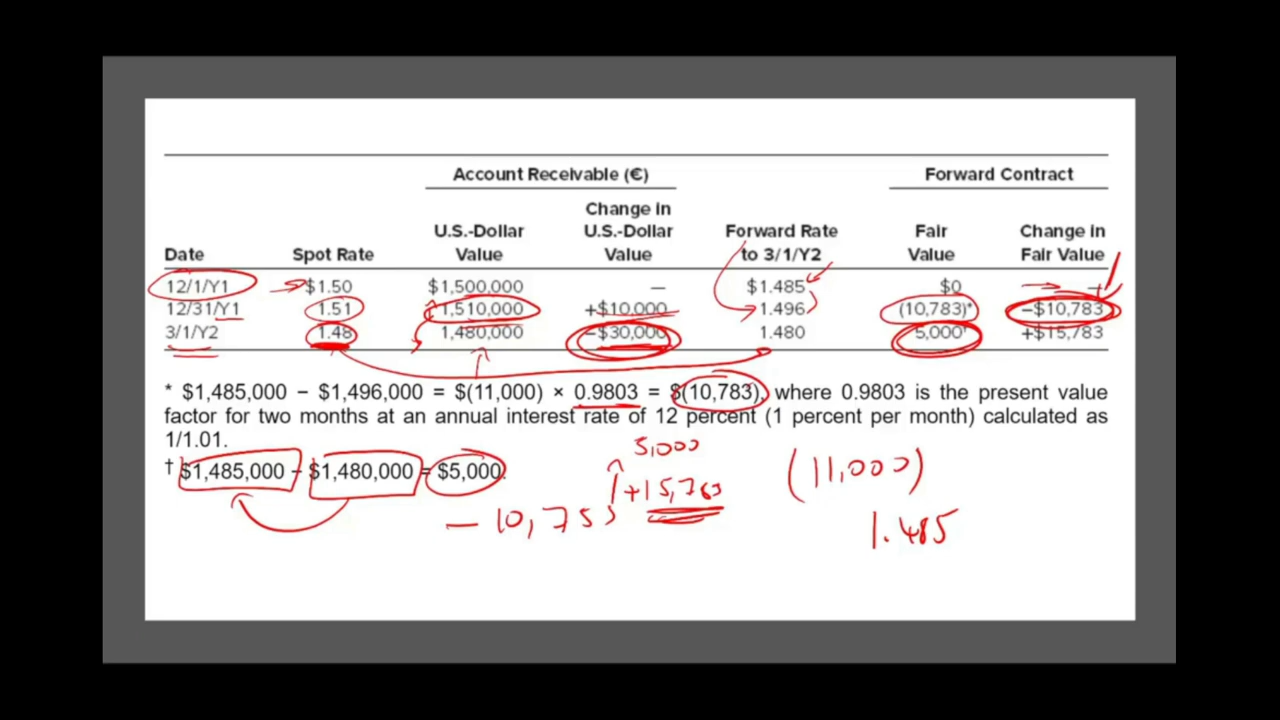 Account Receivable (€) Forward Contract
Change in
U.S.-Dollar U.S.-Dollar Forward Rate Fair Change in
Date Spot Rate Value Value to 3/1/Y2 Value Fair Value
12/1/Y1 $1.50 $1,500,000 — $1.485 $0 —
12/31/Y1 1.51 1,510,000 +$10,000 1.496 (10,783)* −$10,783
3/1/Y2 1.48 1,480,000 −$30,000 1.480 5,000† +$15,783
* $1,485,000 − $1,496,000 = $(11,000) × 0.9803 = $(10,783), where 0.9803 is the present value
factor for two months at an annual interest rate of 12 percent (1 percent per month) calculated as
1/1.01.
5,000
† $1,485,000 − $1,480,000 = $5,000.
(11,000)
+15,783
− 10,783
1.485